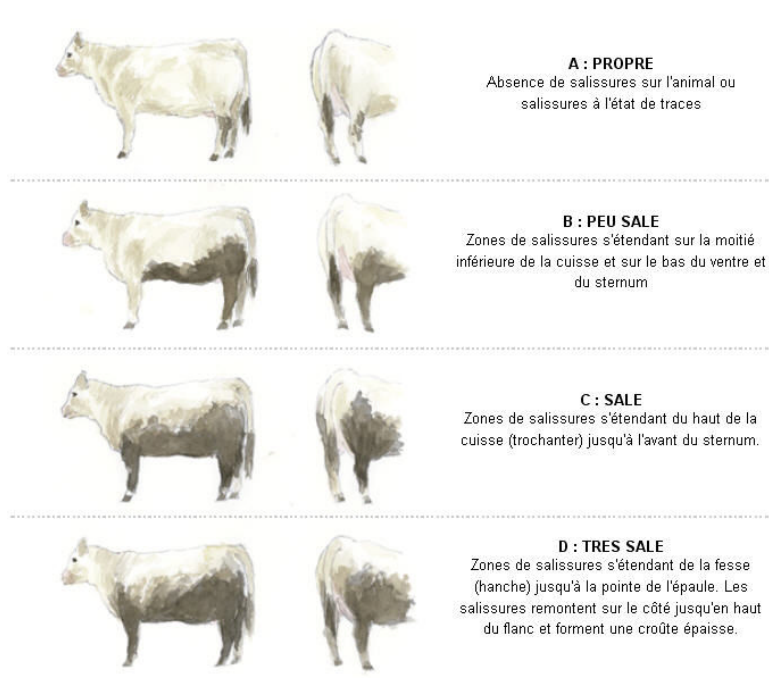 A : PROPRE
Absence de salissures sur l'animal ou
salissures à l'état de traces
B : PEU SALE
Zones de salissures s'étendant sur la moitié
inférieure de la cuisse et sur le bas du ventre et
du sternum
C : SALE
Zones de salissures s'étendant du haut de la
cuisse (trochanter) jusqu'à l'avant du sternum.
D : TRES SALE
Zones de salissures s'étendant de la fesse
(hanche) jusqu'à la pointe de l'épaule. Les
salissures remontent sur le côté jusqu'en haut
du flanc et forment une croûte épaisse.